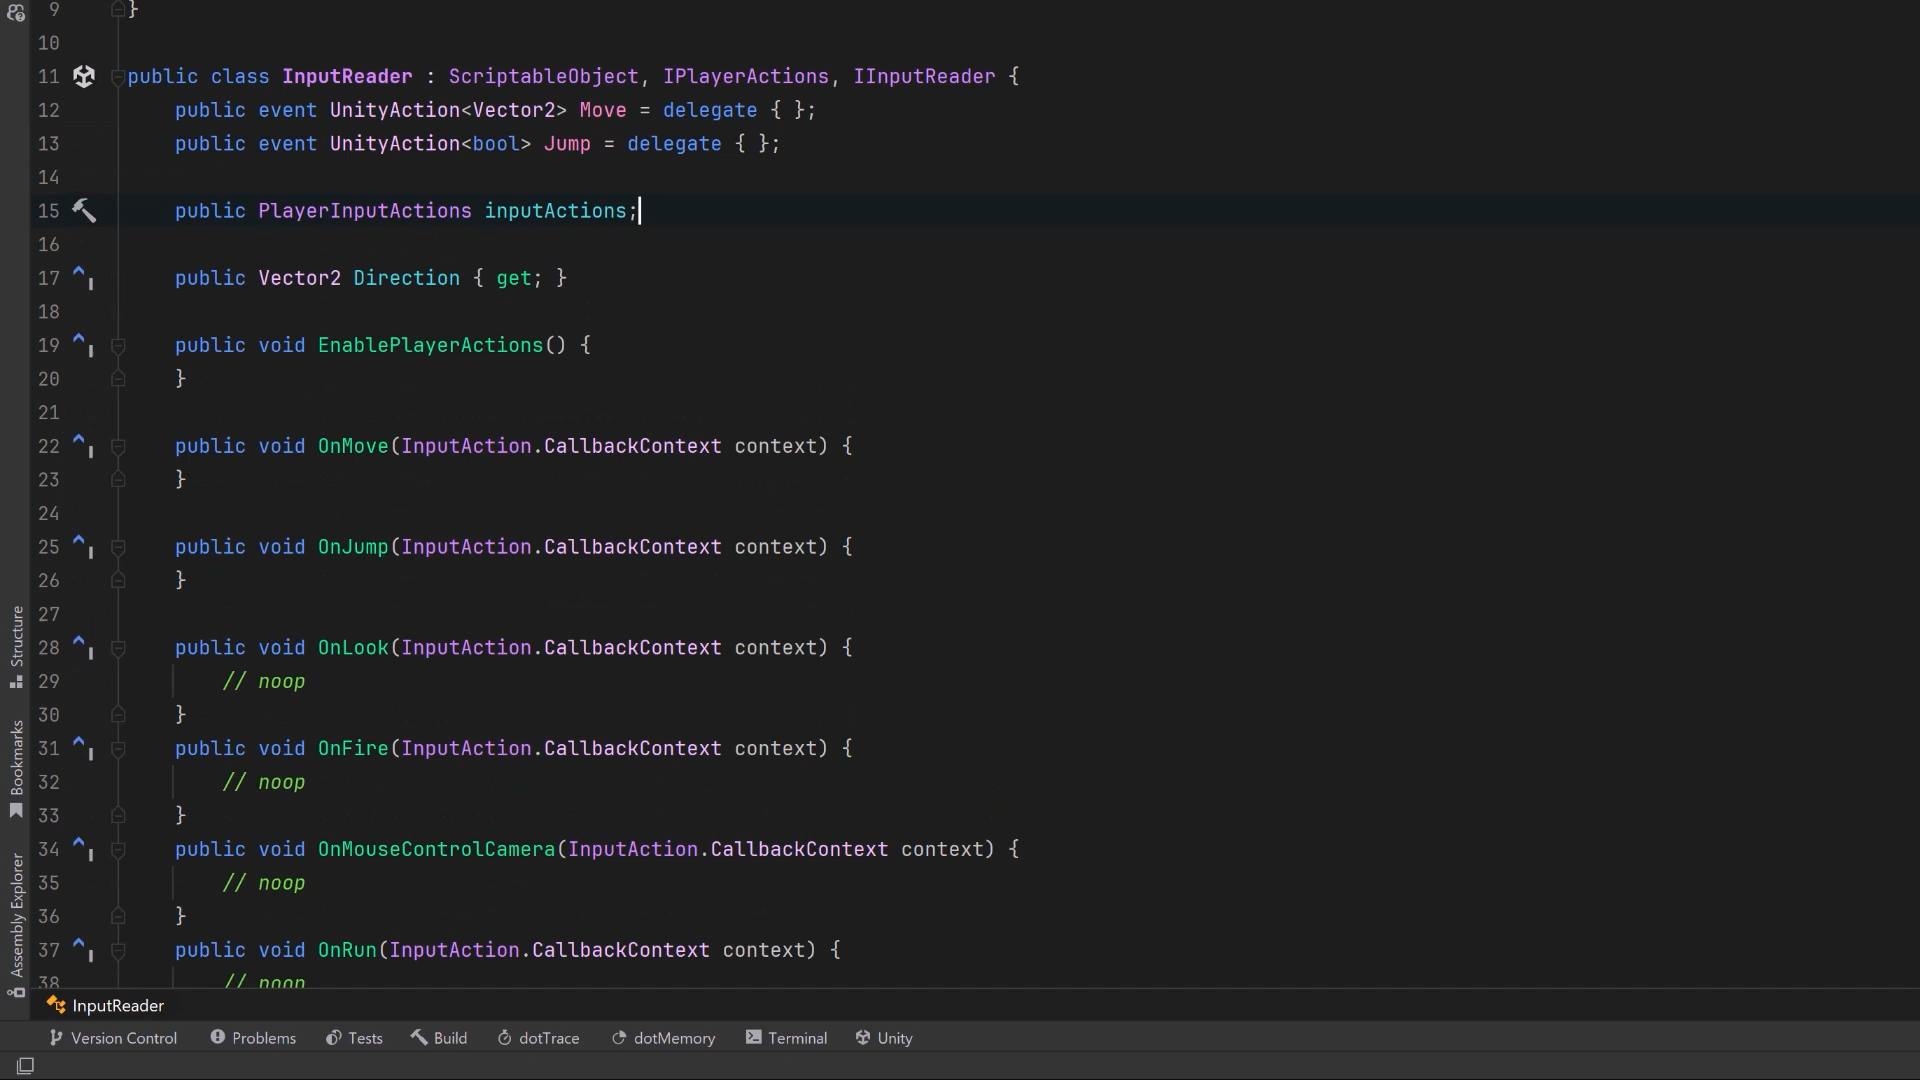 9 }
10
11 public class InputReader : ScriptableObject, IPlayerActions, IInputReader {
12 public event UnityAction<Vector2> Move = delegate { };
13 public event UnityAction<bool> Jump = delegate { };
14
15 public PlayerInputActions inputActions;
16
17 public Vector2 Direction { get; }
18
19 public void EnablePlayerActions() {
20 }
21
22 public void OnMove(InputAction.CallbackContext context) {
23 }
24
25 public void OnJump(InputAction.CallbackContext context) {
26 }
27
28 public void OnLook(InputAction.CallbackContext context) {
29 // noop
30 }
31 public void OnFire(InputAction.CallbackContext context) {
32 // noop
33 }
34 public void OnMouseControlCamera(InputAction.CallbackContext context) {
35 // noop
36 }
37 public void OnRun(InputAction.CallbackContext context) {
38 // noop
Structure
Bookmarks
Assembly Explorer
InputReader
Version Control Problems Tests Build dotTrace dotMemory Terminal Unity